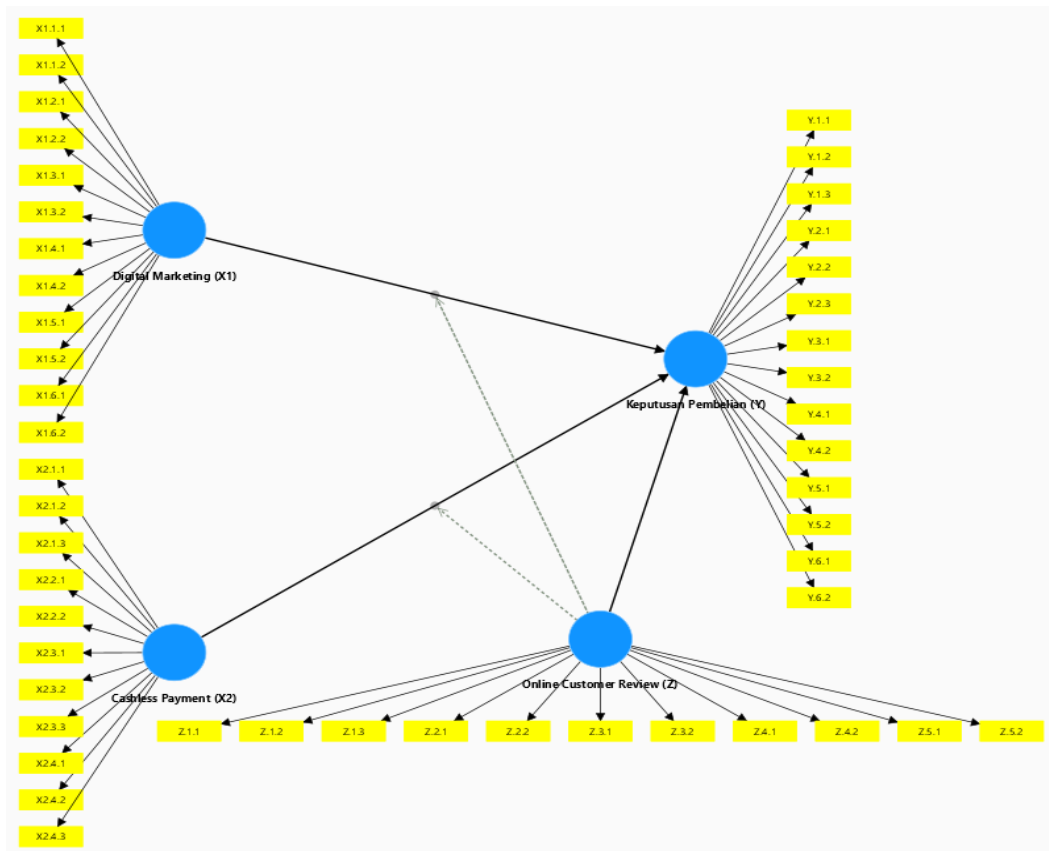 X1.1.1
X1.1.2
X1.2.1
X1.2.2
X1.3.1
X1.3.2
X1.4.1
X1.4.2
X1.5.1
X1.5.2
X1.6.1
X1.6.2
Digital Marketing (X1)
X2.1.1
X2.1.2
X2.1.3
X2.2.1
X2.2.2
X2.3.1
X2.3.2
X2.3.3
X2.4.1
X2.4.2
X2.4.3
Cashless Payment (X2)
Y.1.1
Y.1.2
Y.1.3
Y.2.1
Y.2.2
Y.2.3
Y.3.1
Y.3.2
Y.4.1
Y.4.2
Y.5.1
Y.5.2
Y.6.1
Y.6.2
Keputusan Pembelian (Y)
Online Customer Review (Z)
Z.1.1
Z.1.2
Z.1.3
Z.2.1
Z.2.2
Z.3.1
Z.3.2
Z.4.1
Z.4.2
Z.5.1
Z.5.2